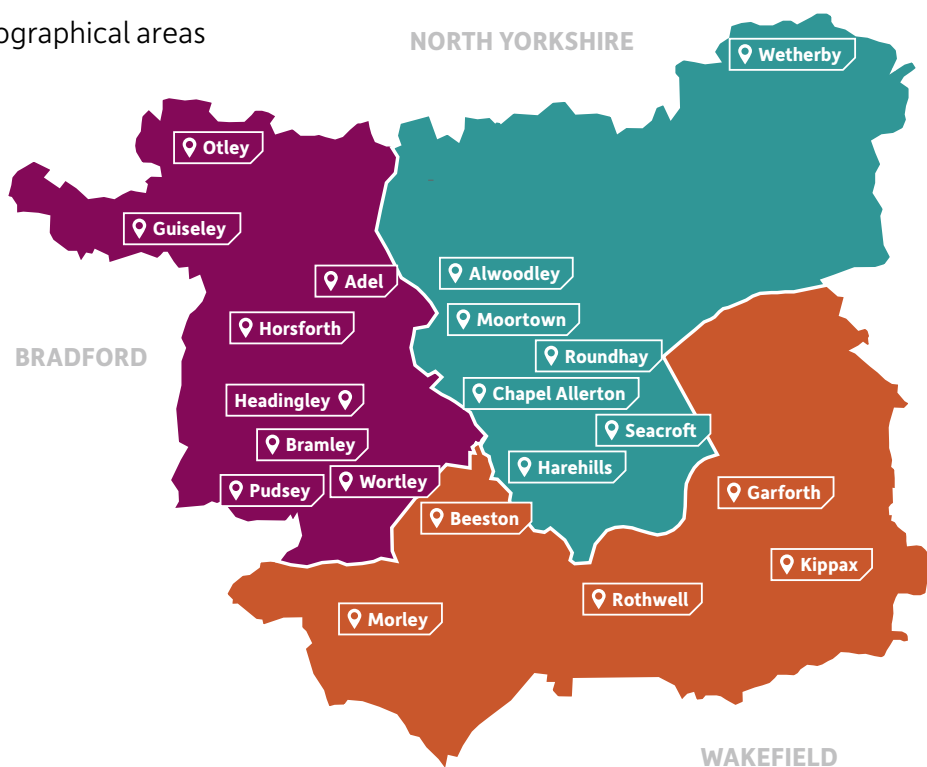 ographical areas
NORTH YORKSHIRE
Wetherby
Otley
Guiseley
Adel
Alwoodley
Horsforth
Moortown
BRADFORD
Roundhay
Headingley
Chapel Allerton
Bramley
Seacroft
Harehills
Pudsey
Wortley
Garforth
Beeston
Kippax
Rothwell
Morley
WAKEFIELD